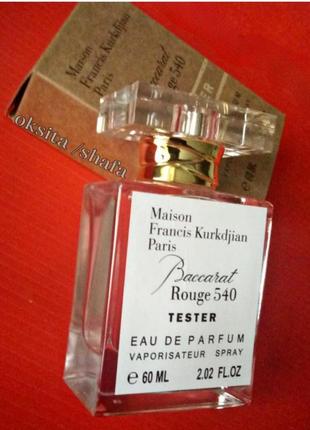 Maison
Francis Kurkdjian
Paris
oksita /shafa
Maison
Francis Kurkdjian
Paris
Baccarat
Rouge 540
TESTER
EAU DE PARFUM
VAPORISATEUR SPRAY
℮ 60 ML 2.02 FL.OZ